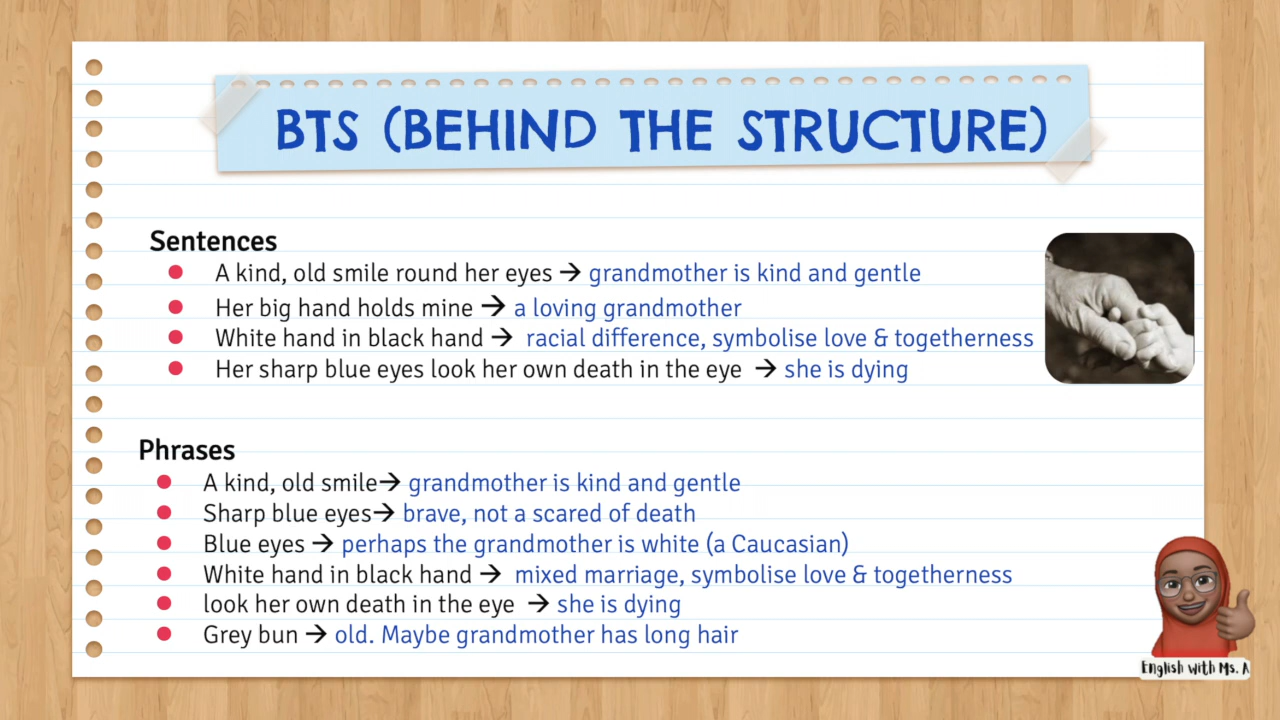 BTS (BEHIND THE STRUCTURE)
Sentences
A kind, old smile round her eyes → grandmother is kind and gentle
Her big hand holds mine → a loving grandmother
White hand in black hand → racial difference, symbolise love & togetherness
Her sharp blue eyes look her own death in the eye → she is dying
Phrases
A kind, old smile→ grandmother is kind and gentle
Sharp blue eyes→ brave, not a scared of death
Blue eyes → perhaps the grandmother is white (a Caucasian)
White hand in black hand → mixed marriage, symbolise love & togetherness
look her own death in the eye → she is dying
Grey bun → old. Maybe grandmother has long hair
English with Ms. A